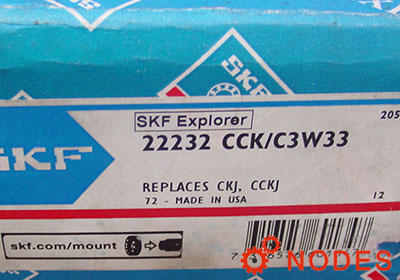 SKF
SKF Explorer
205
22232 CCK/C3W33
SKF
REPLACES CKJ, CCKJ
72 - MADE IN USA
12
skf.com/mount
NODES